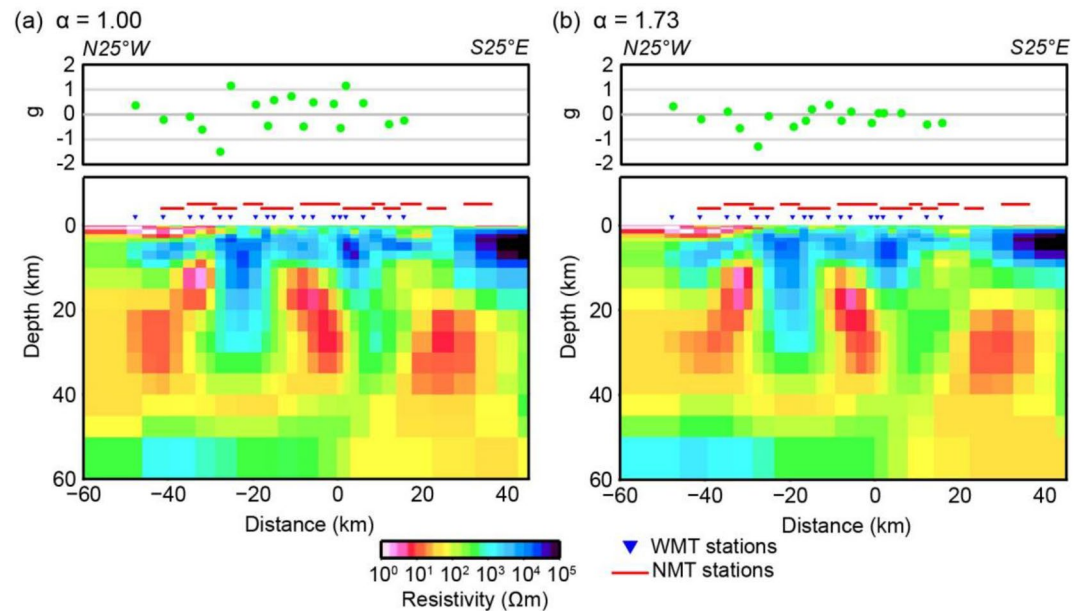 (a) α = 1.00
N25°W S25°E
2
1
0
-1
-2
g
0
20
40
60
Depth (km)
−60 −40 −20 0 20 40
Distance (km)
(b) α = 1.73
N25°W S25°E
2
1
0
-1
-2
g
0
20
40
60
Depth (km)
−60 −40 −20 0 20 40
Distance (km)
10⁰ 10¹ 10² 10³ 10⁴ 10⁵
Resistivity (Ωm)
WMT stations
NMT stations